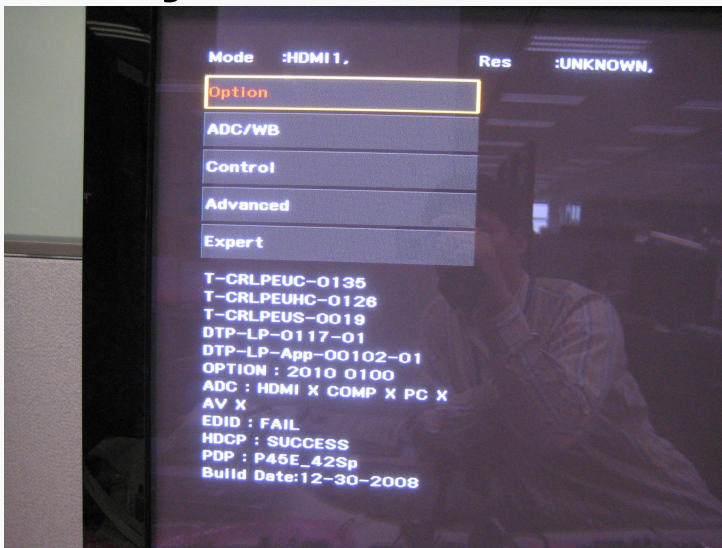 Mode :HDMI1, Res :UNKNOWN,
Option
ADC/WB
Control
Advanced
Expert
T-CRLPEUC-0135
T-CRLPEUHC-0126
T-CRLPEUS-0019
DTP-LP-0117-01
DTP-LP-App-00102-01
OPTION : 2010 0100
ADC : HDMI X COMP X PC X
AV X
EDID : FAIL
HDCP : SUCCESS
PDP : P45E_42Sp
Build Date:12-30-2008